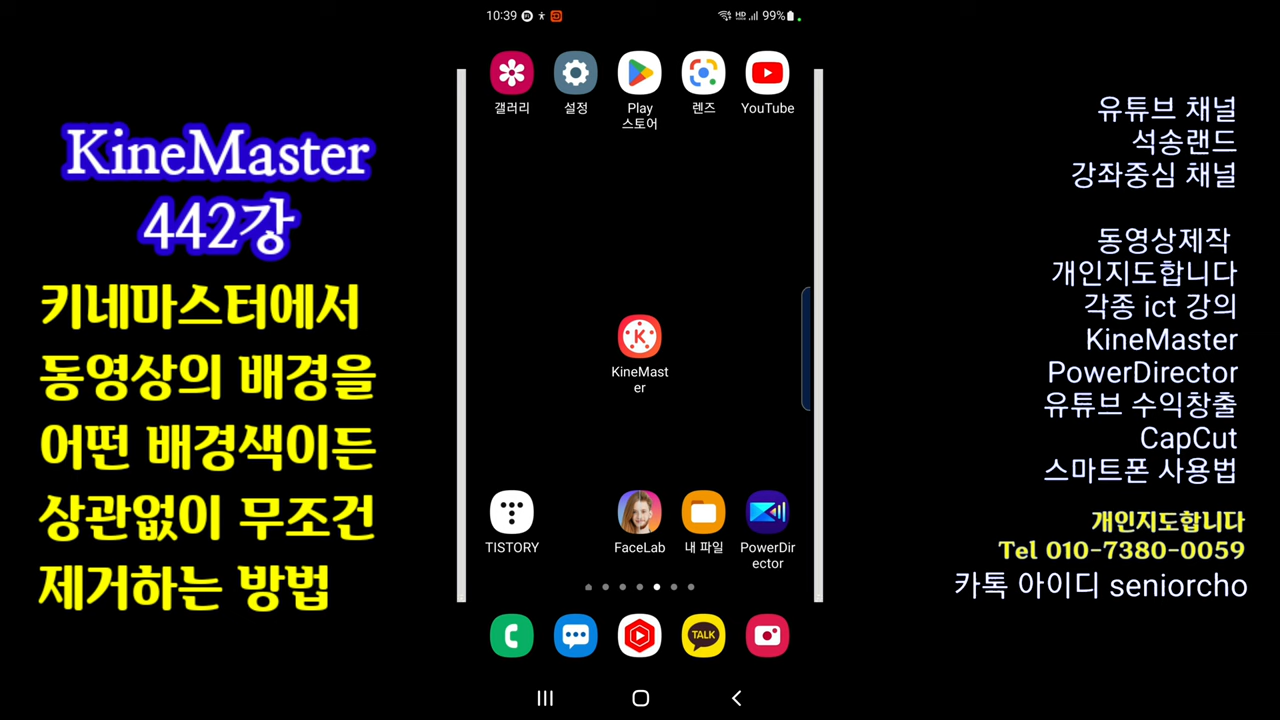 KineMaster
442강
키네마스터에서
동영상의 배경을
어떤 배경색이든
상관없이 무조건
제거하는 방법
10:39
99%
갤러리
설정
Play
스토어
렌즈
YouTube
KineMast
er
TISTORY
FaceLab
내 파일
PowerDir
ector
TALK
유튜브 채널
석송랜드
강좌중심 채널
동영상제작
개인지도합니다
각종 ict 강의
KineMaster
PowerDirector
유튜브 수익창출
CapCut
스마트폰 사용법
개인지도합니다
Tel 010-7380-0059
카톡 아이디 seniorcho